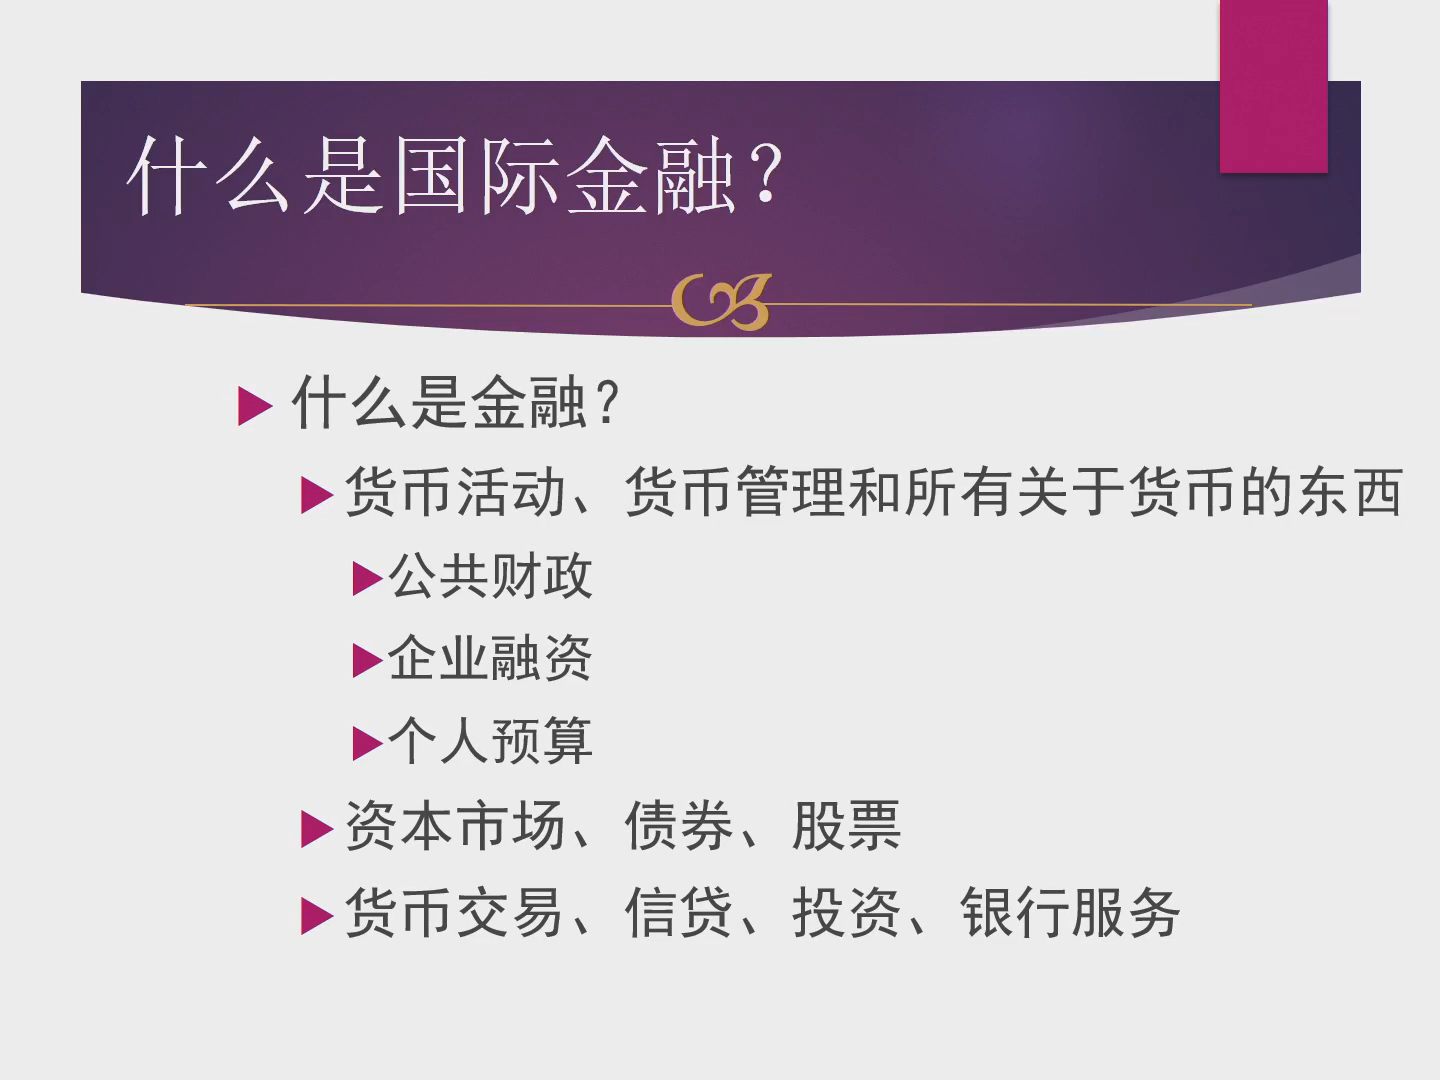 什么是国际金融?
什么是金融?
货币活动、货币管理和所有关于货币的东西
公共财政
企业融资
个人预算
资本市场、债券、股票
货币交易、信贷、投资、银行服务